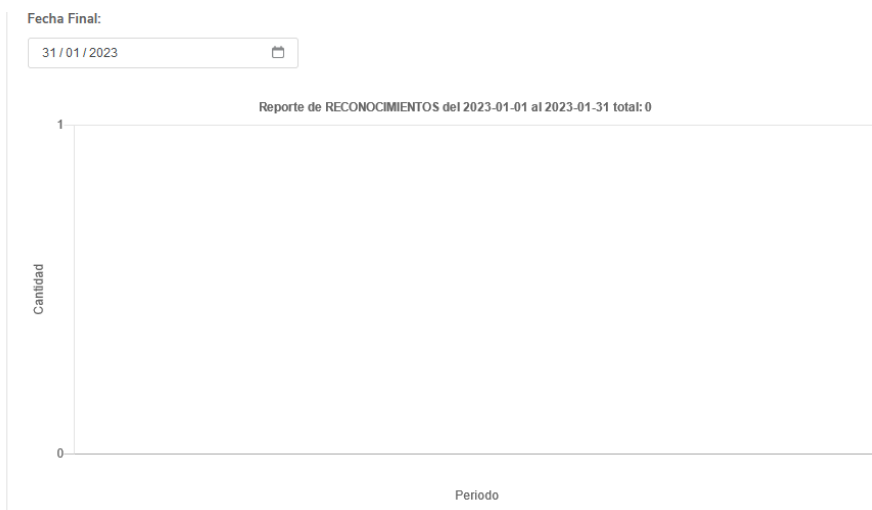 Fecha Final:
31/01/2023
Reporte de RECONOCIMIENTOS del 2023-01-01 al 2023-01-31 total: 0
1
Cantidad
0
Periodo